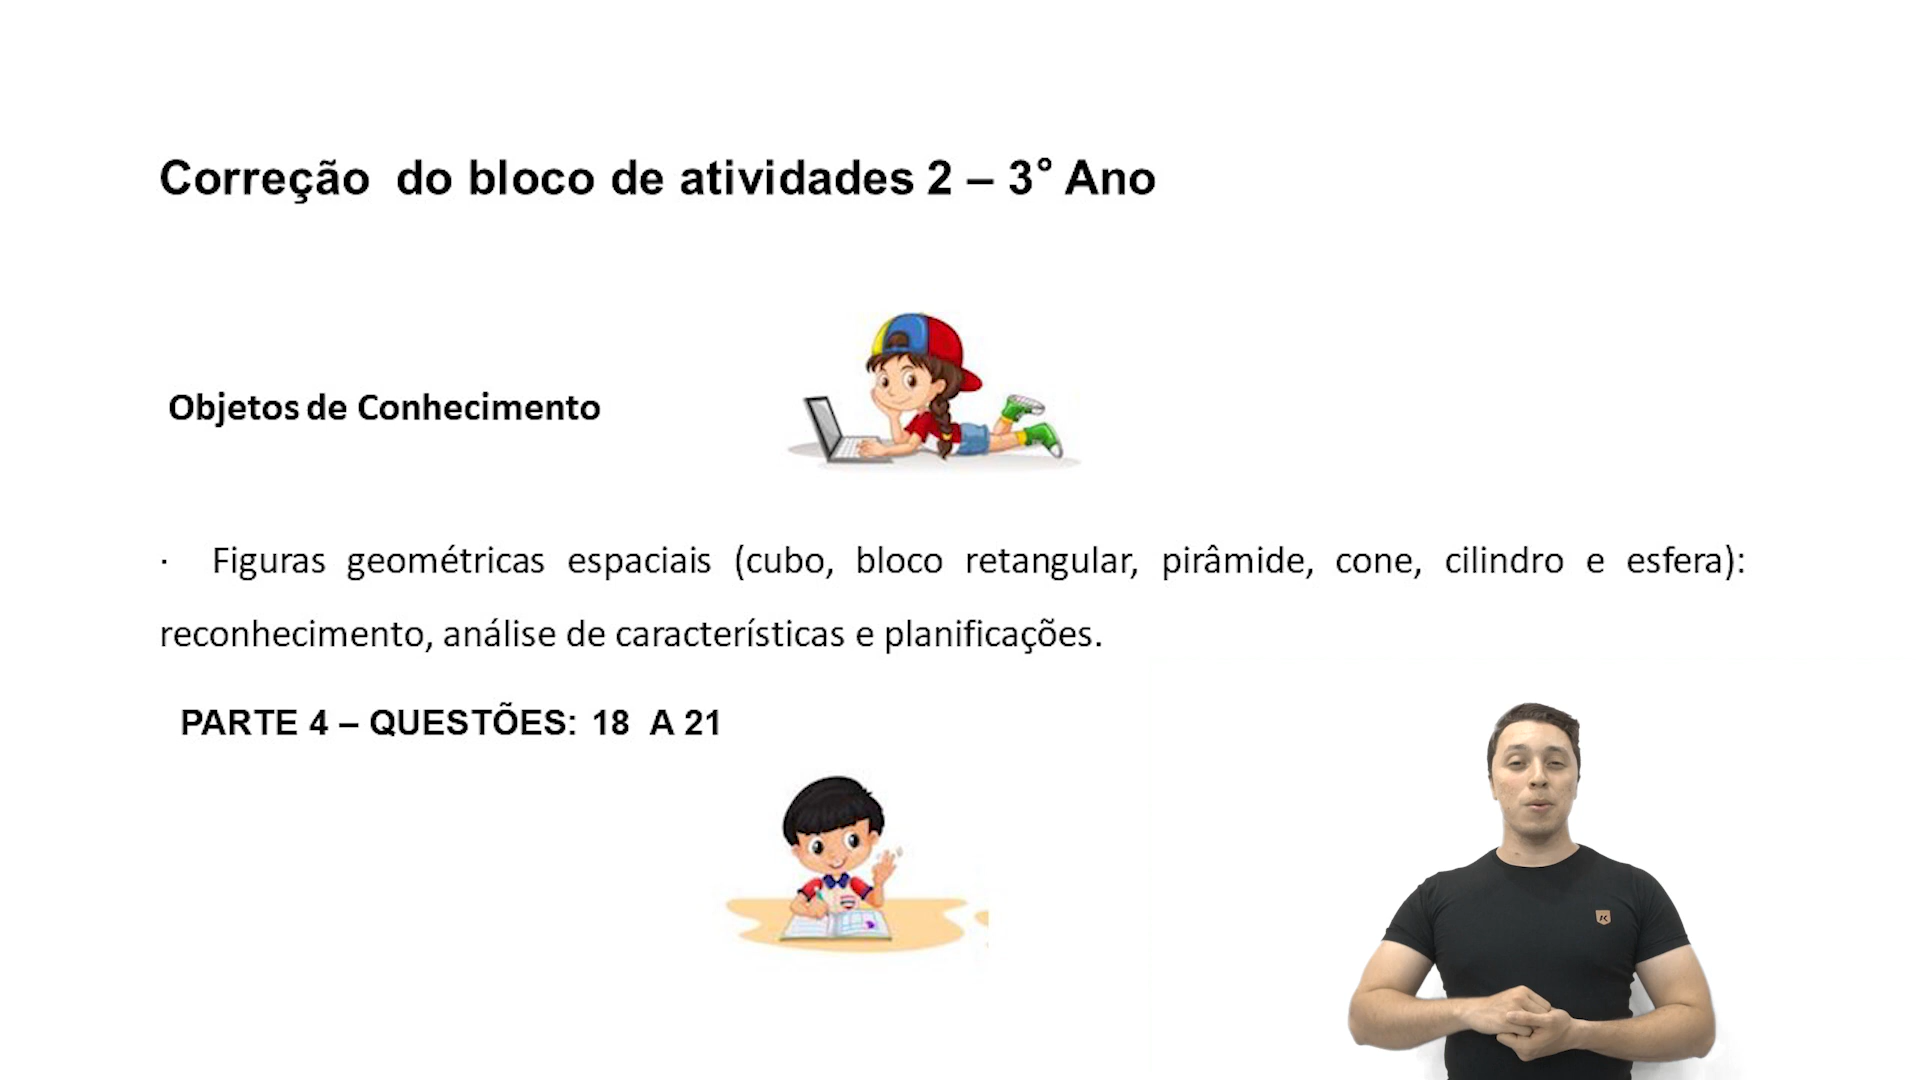 Correção do bloco de atividades 2 – 3° Ano
Objetos de Conhecimento
· Figuras geométricas espaciais (cubo, bloco retangular, pirâmide, cone, cilindro e esfera):
reconhecimento, análise de características e planificações.
PARTE 4 – QUESTÕES: 18 A 21